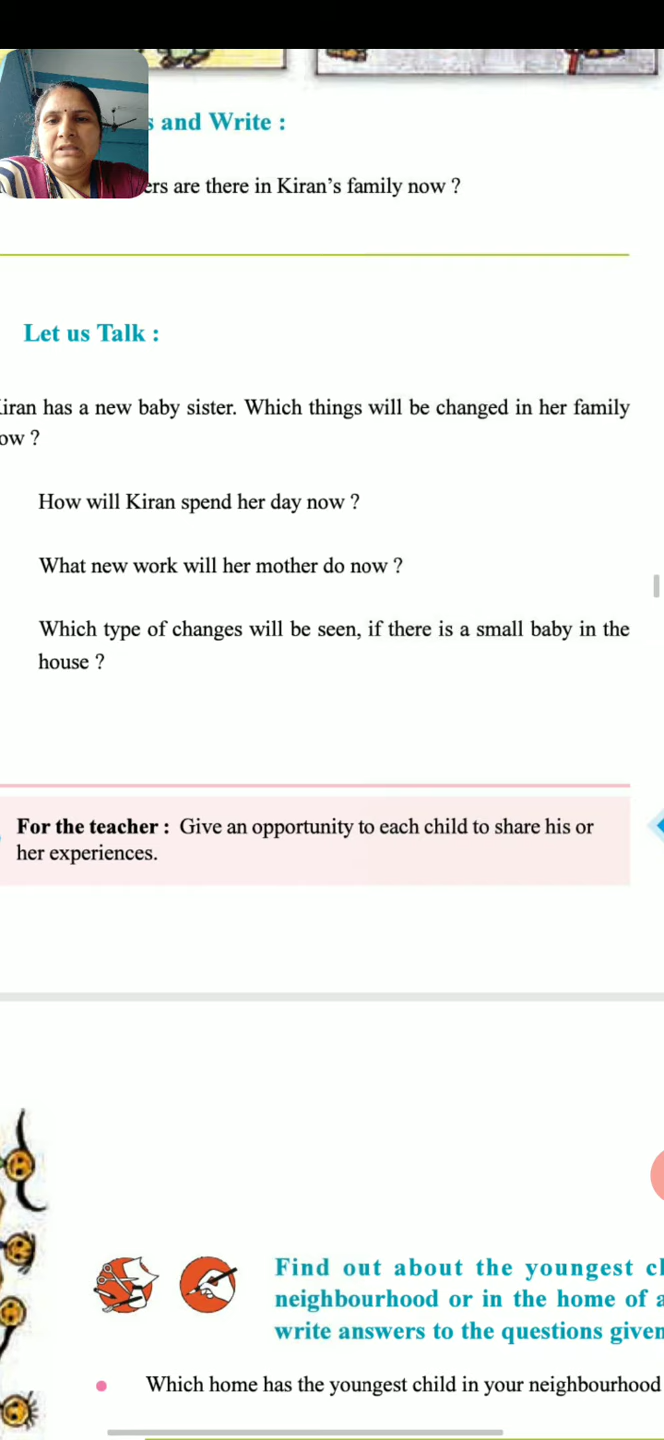 and Write :
are there in Kiran’s family now ?
Let us Talk :
has a new baby sister. Which things will be changed in her family
?
How will Kiran spend her day now ?
What new work will her mother do now ?
Which type of changes will be seen, if there is a small baby in the
house ?
For the teacher : Give an opportunity to each child to share his or
her experiences.
Find out about the youngest
neighbourhood or in the home of
write answers to the questions
Which home has the youngest child in your neighbourhood